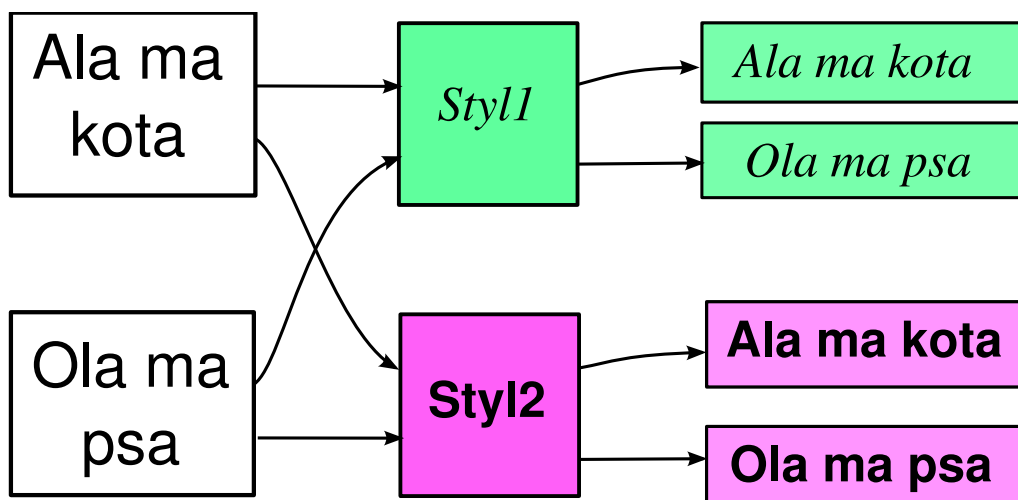 Ala ma
kota
Styl1
Ala ma kota
Ola ma psa
Ola ma
psa
Styl2
Ala ma kota
Ola ma psa